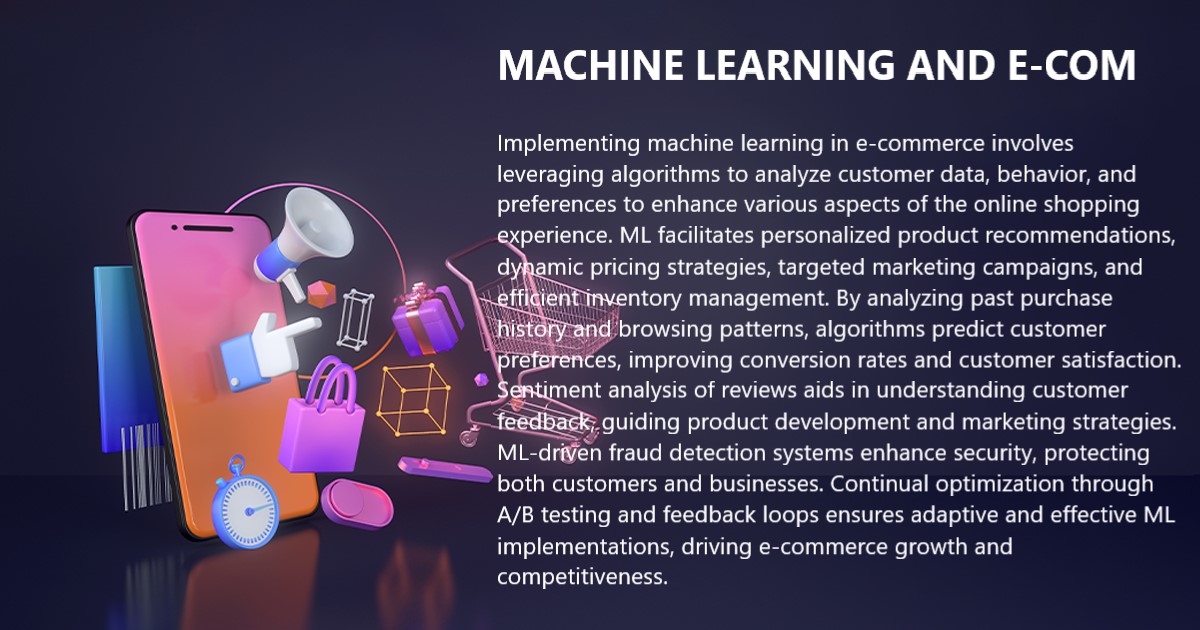 MACHINE LEARNING AND E-COM
Implementing machine learning in e-commerce involves
leveraging algorithms to analyze customer data, behavior, and
preferences to enhance various aspects of the online shopping
experience. ML facilitates personalized product recommendations,
dynamic pricing strategies, targeted marketing campaigns, and
efficient inventory management. By analyzing past purchase
history and browsing patterns, algorithms predict customer
preferences, improving conversion rates and customer satisfaction.
Sentiment analysis of reviews aids in understanding customer
feedback, guiding product development and marketing strategies.
ML-driven fraud detection systems enhance security, protecting
both customers and businesses. Continual optimization through
A/B testing and feedback loops ensures adaptive and effective ML
implementations, driving e-commerce growth and
competitiveness.